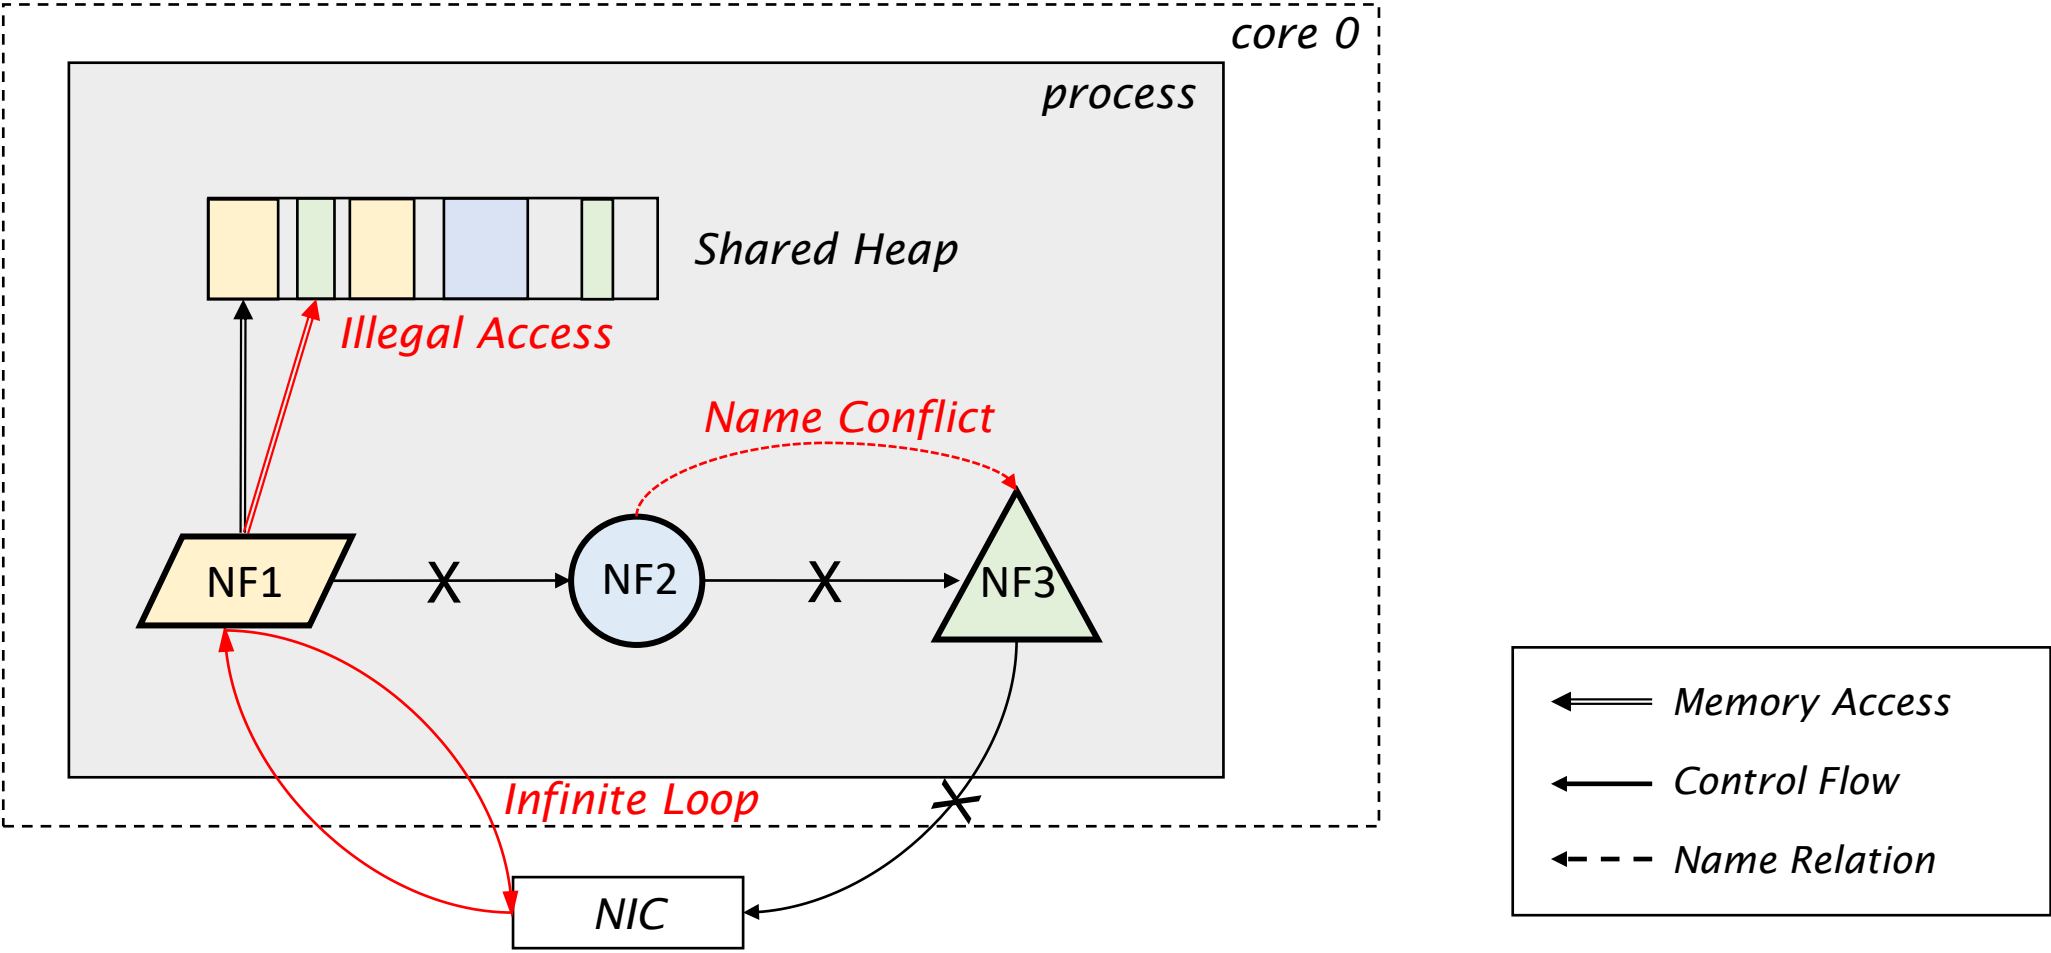 core 0
process
Shared Heap
Illegal Access
Name Conflict
NF1
X
NF2
X
NF3
Infinite Loop
X
NIC
Memory Access
Control Flow
Name Relation